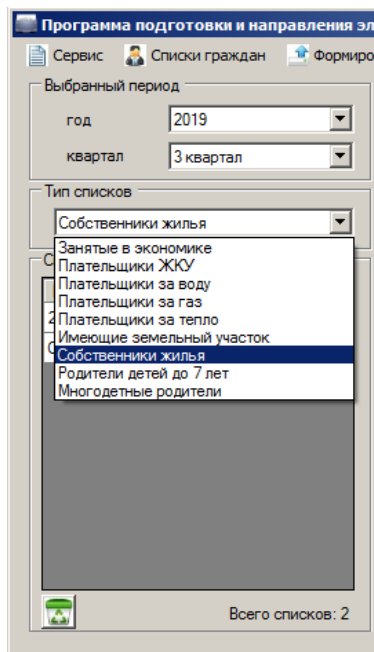 Программа подготовки и направления эл
Сервис Списки граждан Формиро
Выбранный период
год 2019
квартал 3 квартал
Тип списков
Собственники жилья
Занятые в экономике
Плательщики ЖКУ
Плательщики за воду
Плательщики за газ
Плательщики за тепло
Имеющие земельный участок
Собственники жилья
Родители детей до 7 лет
Многодетные родители
Всего списков: 2